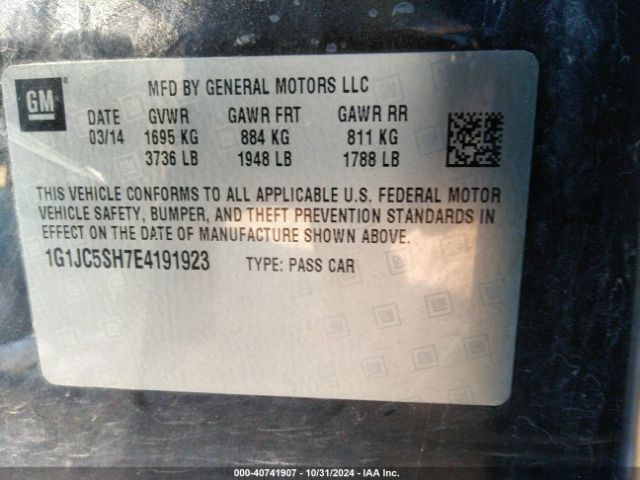 GM ®
MFD BY GENERAL MOTORS LLC
DATE GVWR GAWR FRT GAWR RR
03/14 1695 KG 884 KG 811 KG
3736 LB 1948 LB 1788 LB
THIS VEHICLE CONFORMS TO ALL APPLICABLE U.S. FEDERAL MOTOR
VEHICLE SAFETY, BUMPER, AND THEFT PREVENTION STANDARDS IN
EFFECT ON THE DATE OF MANUFACTURE SHOWN ABOVE.
1G1JC5SH7E4191923 TYPE: PASS CAR
000-40741907 - 10/31/2024 - IAA Inc.